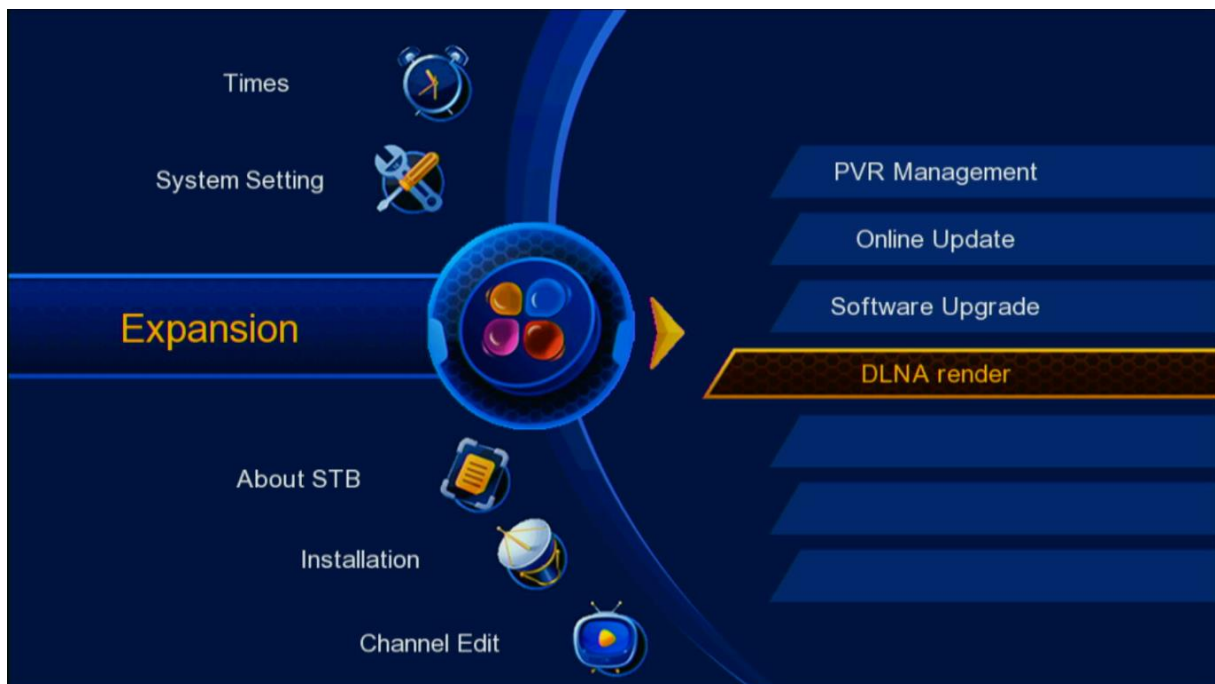 Times
System Setting
Expansion
About STB
Installation
Channel Edit
PVR Management
Online Update
Software Upgrade
DLNA render